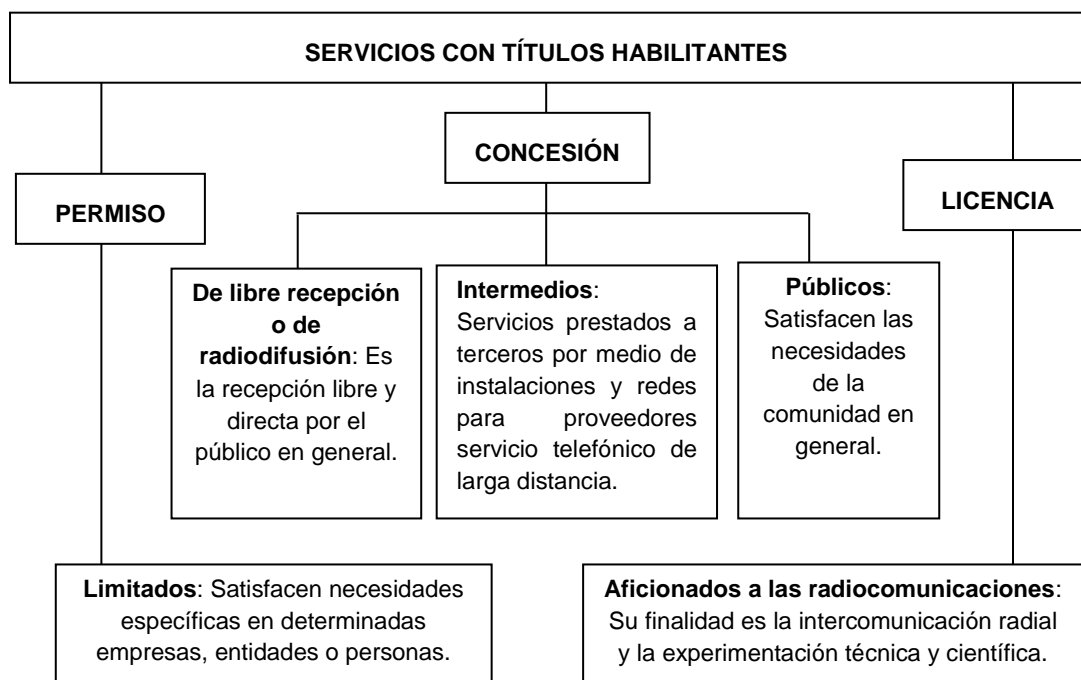 SERVICIOS CON TÍTULOS HABILITANTES
CONCESIÓN
PERMISO
LICENCIA
De libre recepción
o de
radiodifusión: Es
la recepción libre y
directa por el
público en general.
Intermedios:
Servicios prestados a
terceros por medio de
instalaciones y redes
para proveedores
servicio telefónico de
larga distancia.
Públicos:
Satisfacen las
necesidades
de la
comunidad en
general.
Limitados: Satisfacen necesidades
específicas en determinadas
empresas, entidades o personas.
Aficionados a las radiocomunicaciones:
Su finalidad es la intercomunicación radial
y la experimentación técnica y científica.